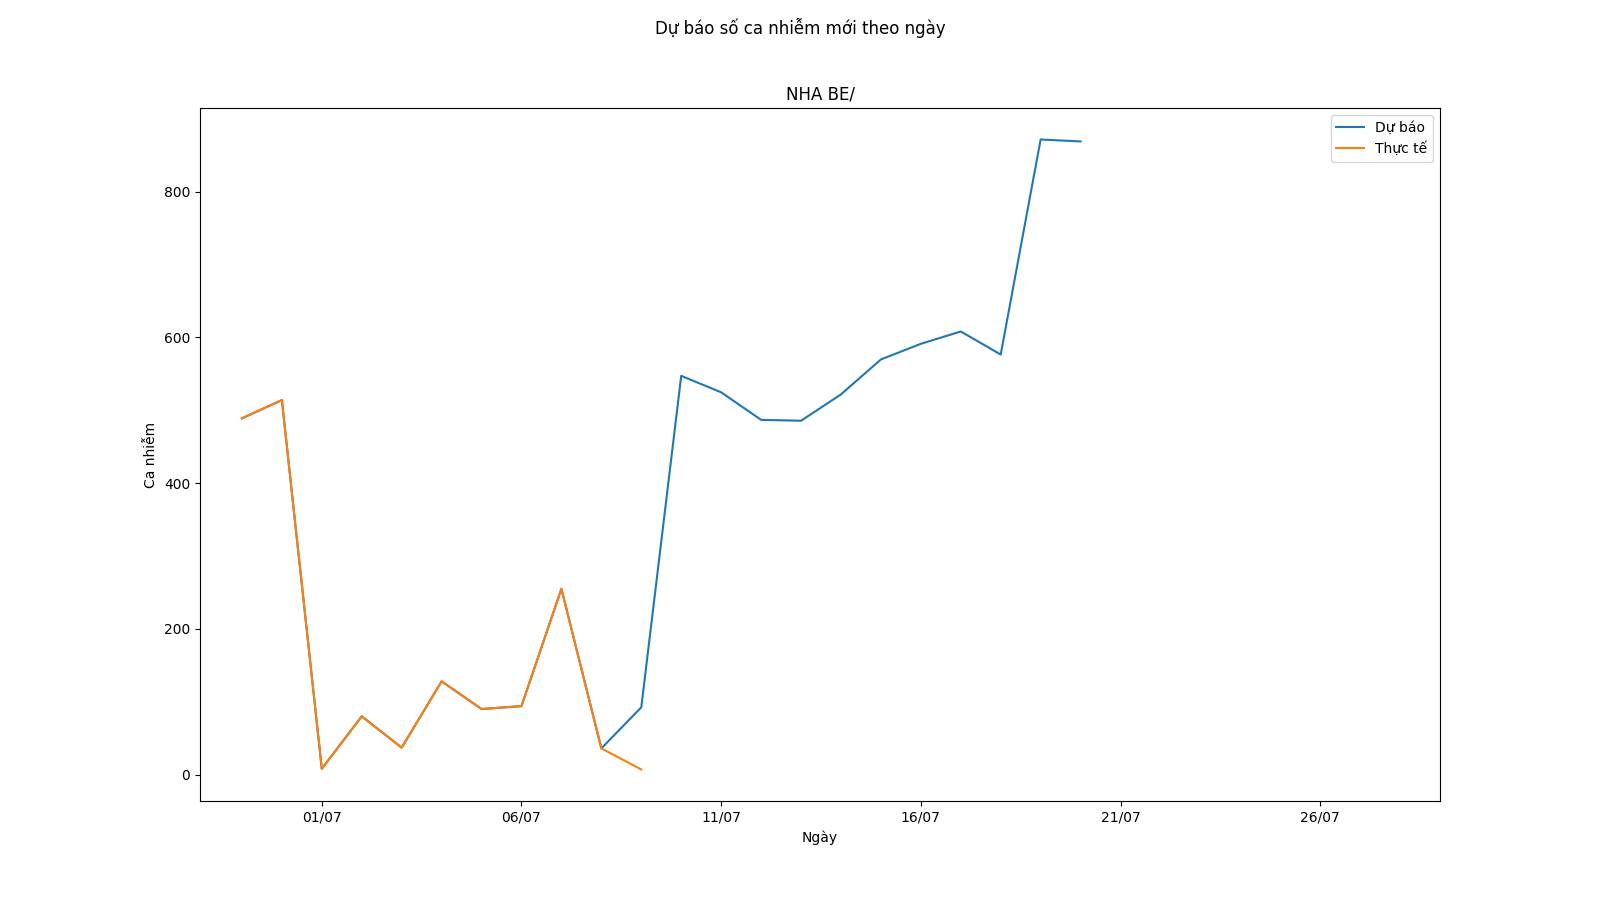 Dự báo số ca nhiễm mới theo ngày
NHA BE/
Dự báo
Thực tế
800
600
400
200
0
Ca nhiễm
01/07
06/07
11/07
16/07
21/07
26/07
Ngày